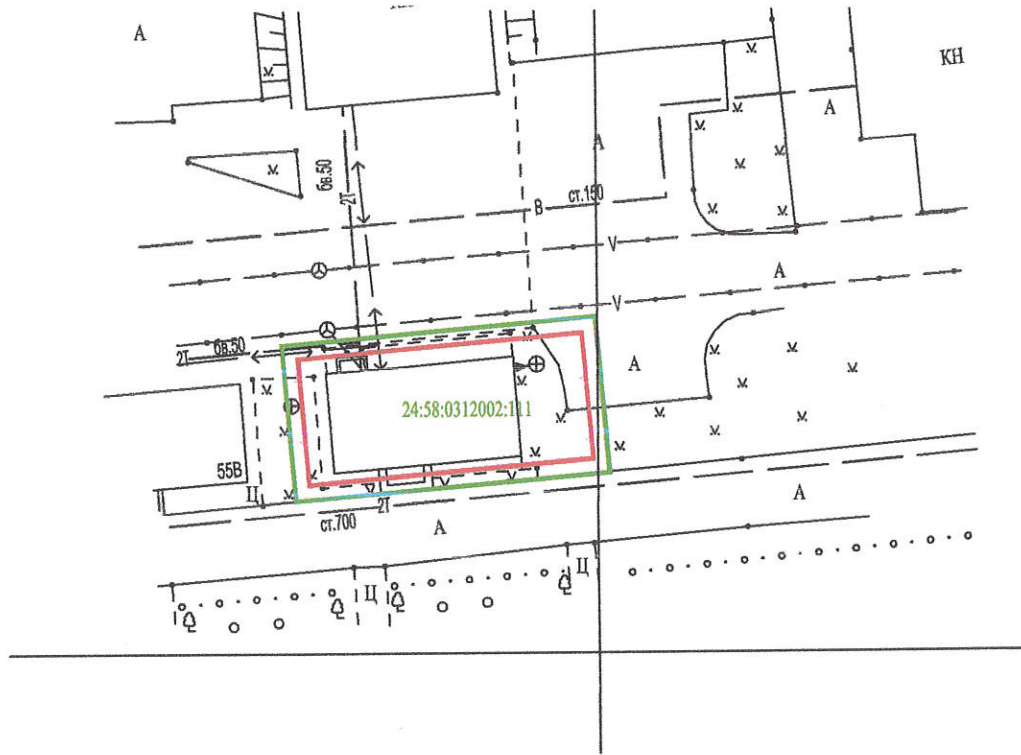 А
КН
А
А
бв.50
2Т
ст.150
В
V
А
V
бв.50
2Т
А
24:58:0312002:111
55В
Ц
2Т
ст.700
А
А
Ц
Ц